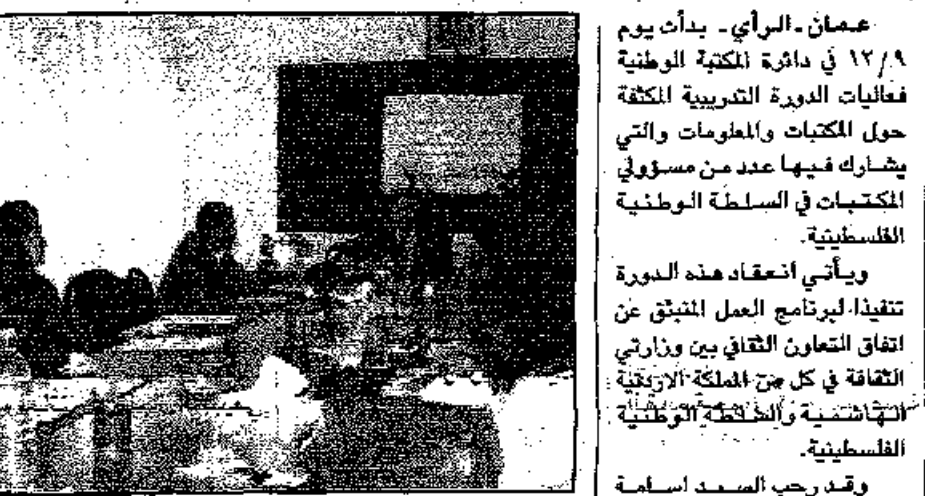 عمان - الرأي - بدأت يوم
١٢/٩ في دائرة المكتبة الوطنية
فعاليات الدورة التدريبية المكثفة
حول المكتبات والمعلومات والتي
يشارك فيها عدد من مسؤولي
المكتبات في السلطة الوطنية
الفلسطينية.
ويأتي انعقاد هذه الدورة
تنفيذا لبرنامج العمل المنبثق عن
اتفاق التعاون الثقافي بين وزارتي
الثقافة في كل من المملكة الاردنية
الهاشمية والسلطة الوطنية
الفلسطينية.
وقد رحب السيد اسامة